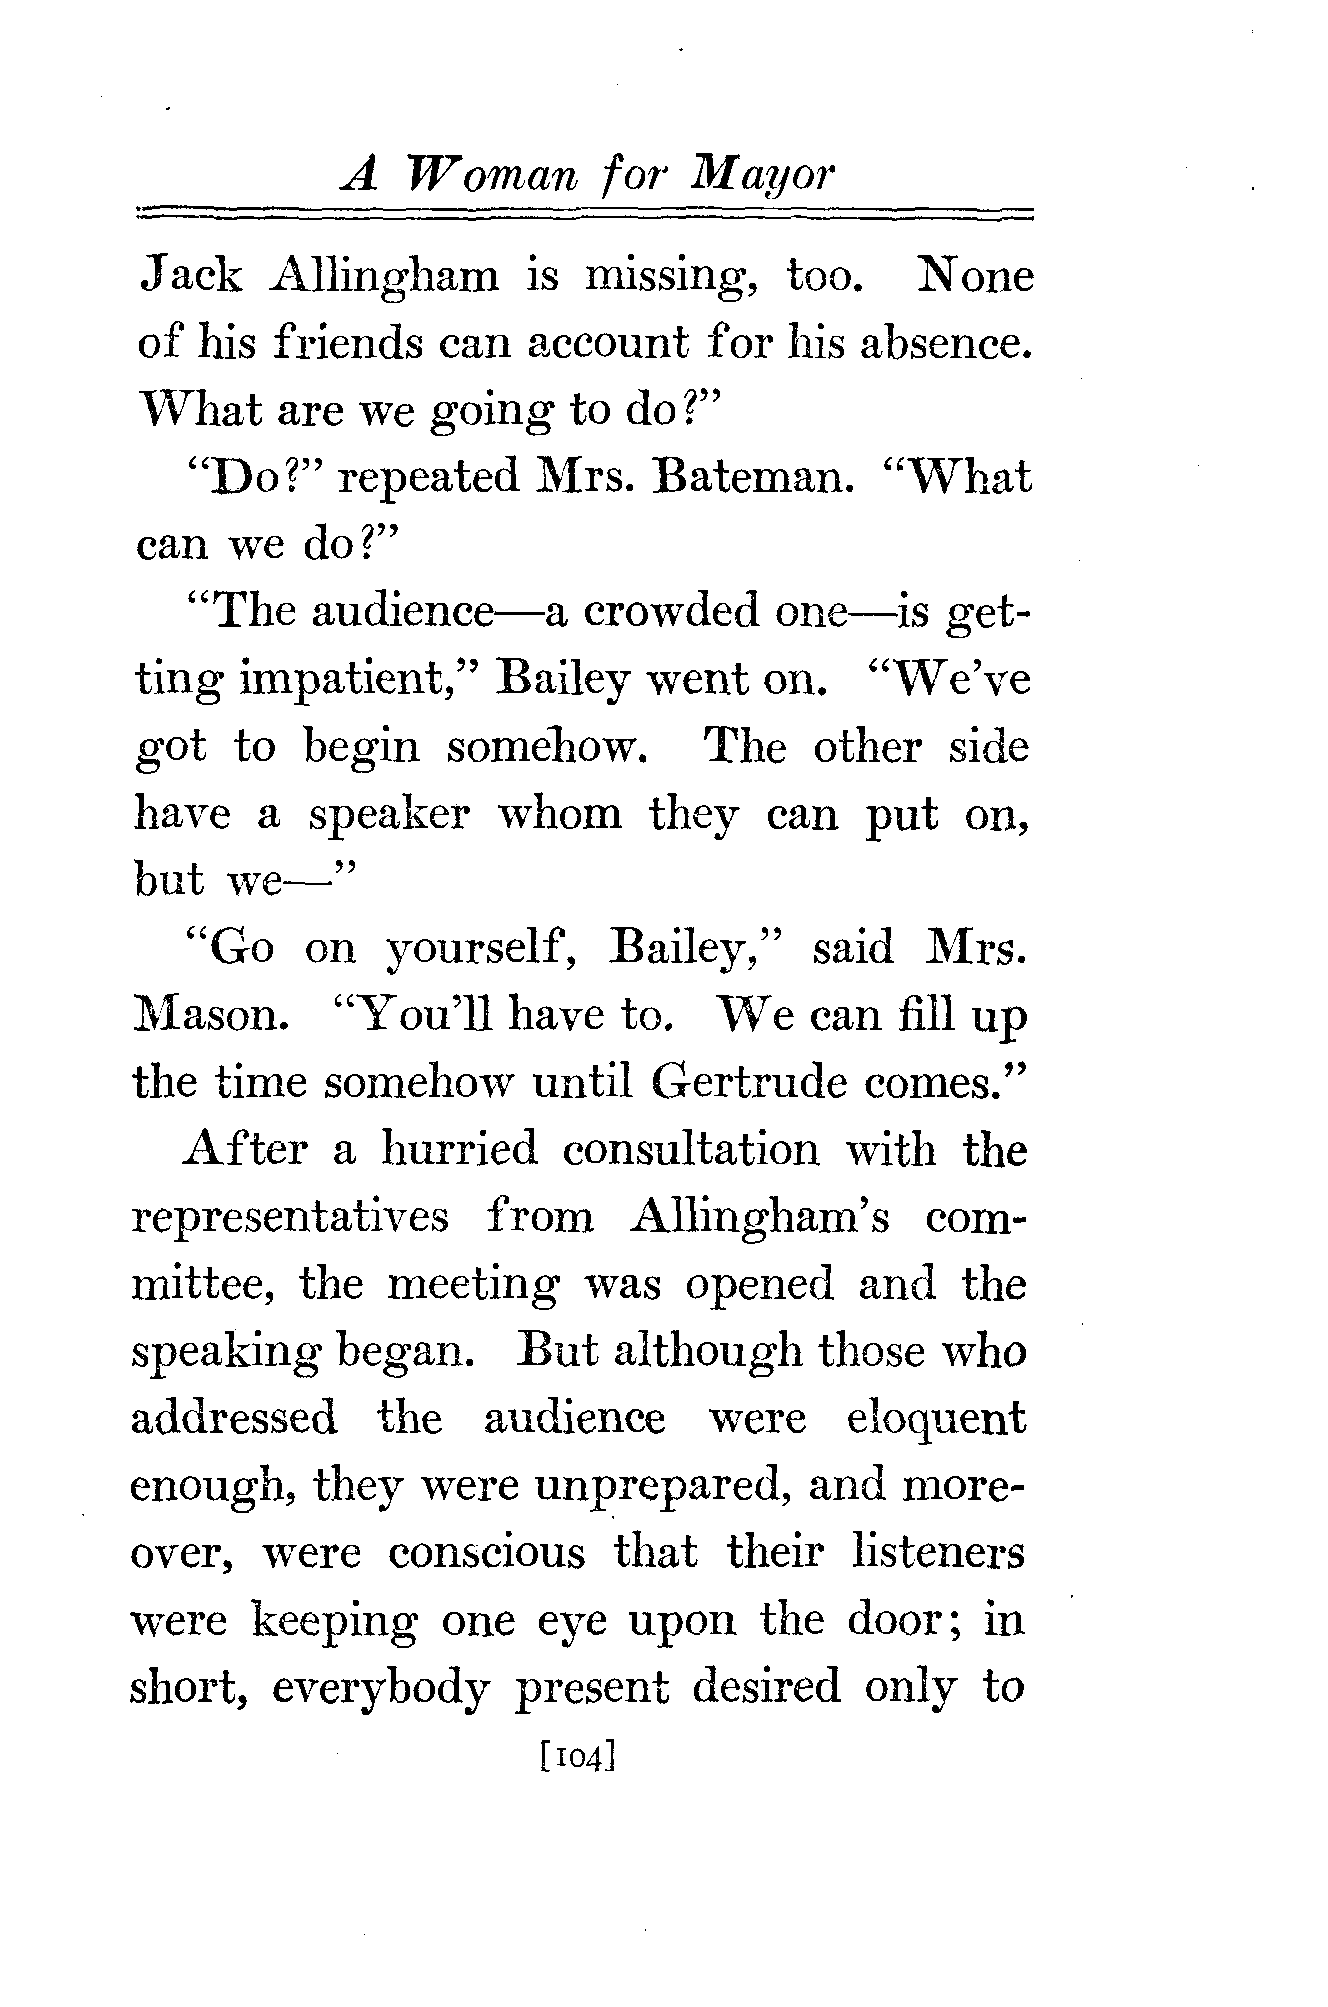 A Woman for Mayor
Jack Allingham is missing, too. None
of his friends can account for his absence.
What are we going to do?”
“Do?” repeated Mrs. Bateman. “What
can we do?”
“The audience—a crowded one—is get-
ting impatient,” Bailey went on. “We’ve
got to begin somehow. The other side
have a speaker whom they can put on,
but we—”
“Go on yourself, Bailey,” said Mrs.
Mason. “You’ll have to. We can fill up
the time somehow until Gertrude comes.”
After a hurried consultation with the
representatives from Allingham’s com-
mittee, the meeting was opened and the
speaking began. But although those who
addressed the audience were eloquent
enough, they were unprepared, and more-
over, were conscious that their listeners
were keeping one eye upon the door; in
short, everybody present desired only to
[104]